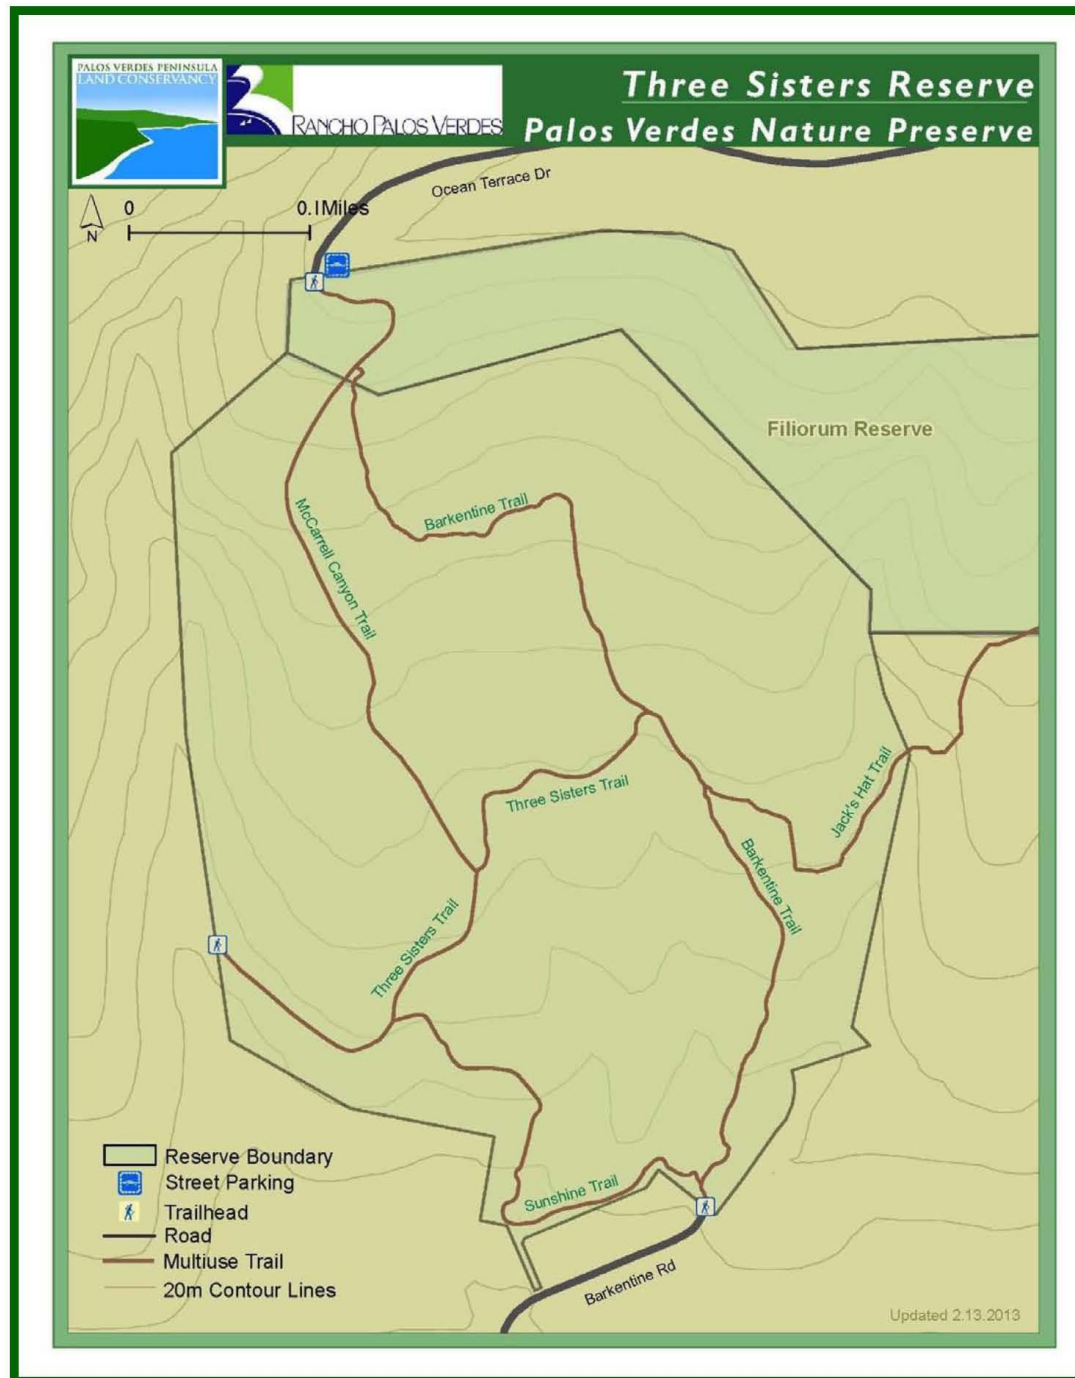 PALOS VERDES PENINSULA
LAND CONSERVANCY
RANCHO PALOS VERDES
Three Sisters Reserve
Palos Verdes Nature Preserve
Ocean Terrace Dr
0 0.1Miles
N
Filiorum Reserve
Barkentine Trail
McCarrell Canyon Trail
Three Sisters Trail
Jack's Hat Trail
Barkentine Trail
Three Sisters Trail
Sunshine Trail
Barkentine Rd
Reserve Boundary
Street Parking
Trailhead
Road
Multiuse Trail
20m Contour Lines
Updated 2.13.2013